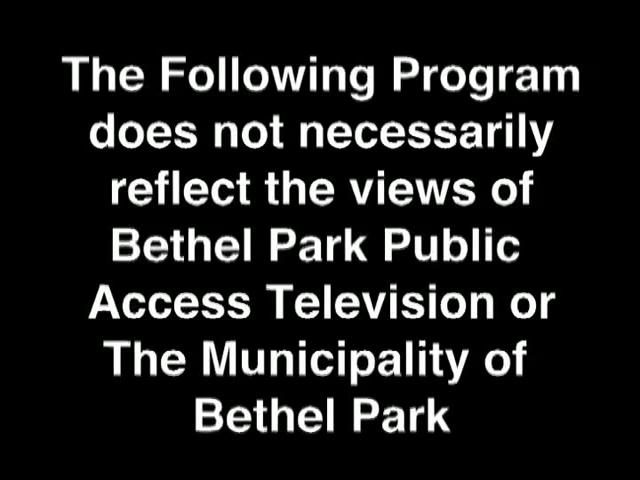 The Following Program
does not necessarily
reflect the views of
Bethel Park Public
Access Television or
The Municipality of
Bethel Park